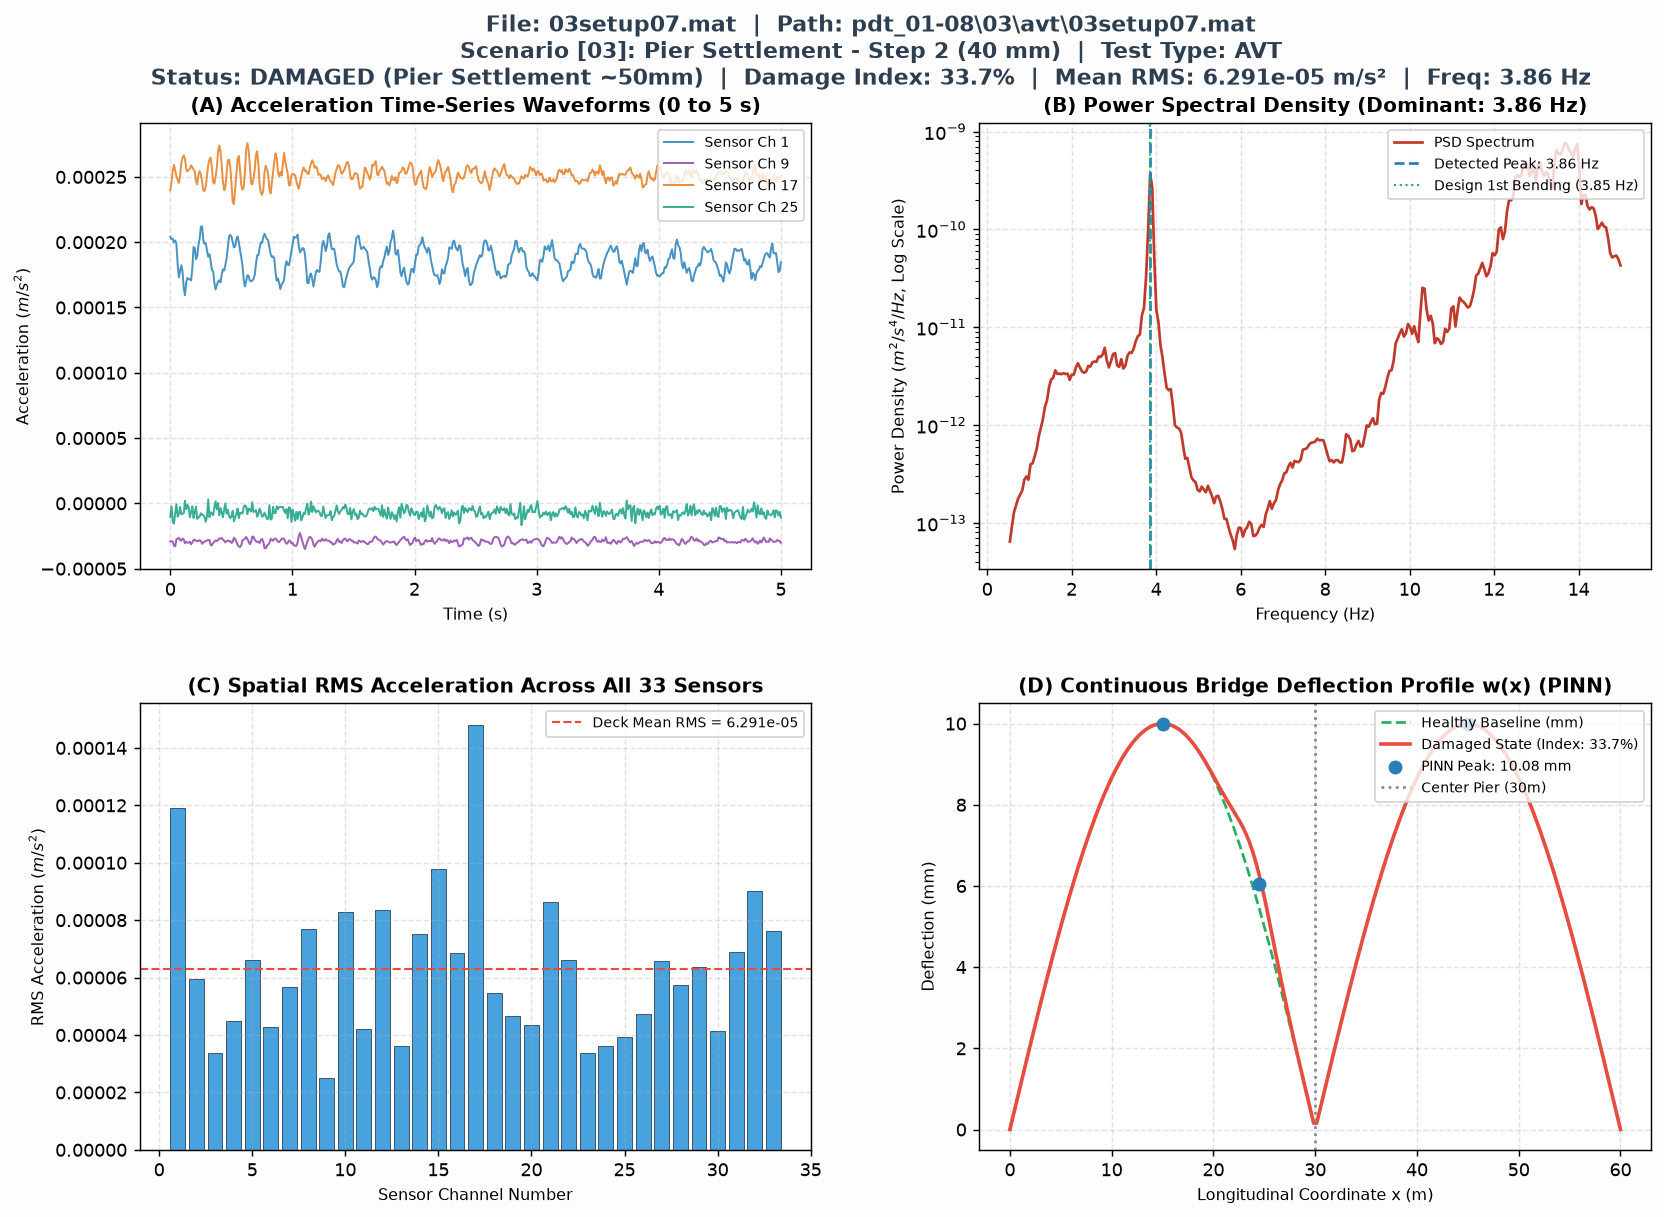 File: 03setup07.mat | Path: pdt_01-08\03\avt\03setup07.mat
Scenario [03]: Pier Settlement - Step 2 (40 mm) | Test Type: AVT
Status: DAMAGED (Pier Settlement ~50mm) | Damage Index: 33.7% | Mean RMS: 6.291e-05 m/s² | Freq: 3.86 Hz
(A) Acceleration Time-Series Waveforms (0 to 5 s)
Sensor Ch 1
Sensor Ch 9
Sensor Ch 17
Sensor Ch 25
0.00025
0.00020
0.00015
0.00010
0.00005
0.00000
−0.00005
Acceleration (m/s²)
0 1 2 3 4 5
Time (s)
(B) Power Spectral Density (Dominant: 3.86 Hz)
PSD Spectrum
Detected Peak: 3.86 Hz
Design 1st Bending (3.85 Hz)
10⁻⁹
10⁻¹⁰
10⁻¹¹
10⁻¹²
10⁻¹³
Power Density (m²/s⁴/Hz, Log Scale)
0 2 4 6 8 10 12 14
Frequency (Hz)
(C) Spatial RMS Acceleration Across All 33 Sensors
Deck Mean RMS = 6.291e-05
0.00014
0.00012
0.00010
0.00008
0.00006
0.00004
0.00002
0.00000
RMS Acceleration (m/s²)
0 5 10 15 20 25 30 35
Sensor Channel Number
(D) Continuous Bridge Deflection Profile w(x) (PINN)
Healthy Baseline (mm)
Damaged State (Index: 33.7%)
PINN Peak: 10.08 mm
Center Pier (30m)
10
8
6
4
2
0
Deflection (mm)
0 10 20 30 40 50 60
Longitudinal Coordinate x (m)